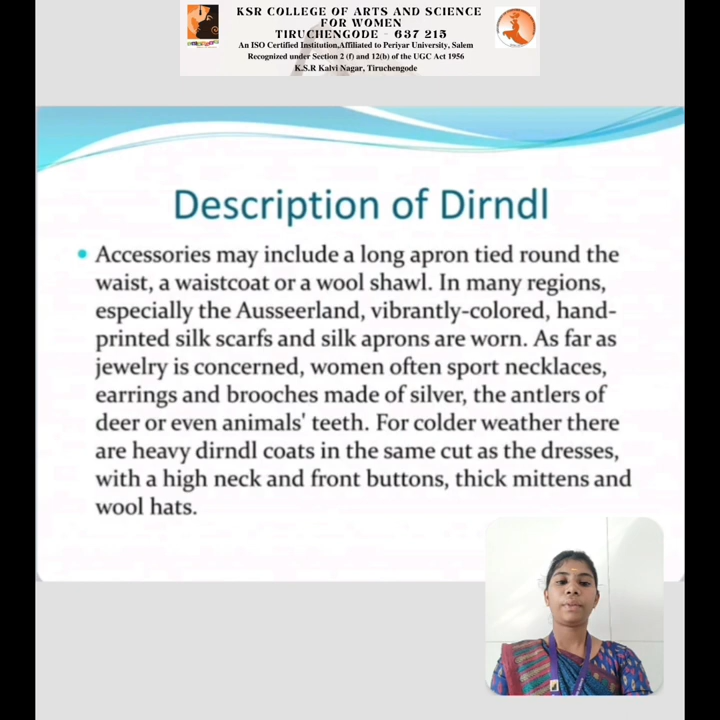 KSR COLLEGE OF ARTS AND SCIENCE
FOR WOMEN
TIRUCHENGODE - 637 215
An ISO Certified Institution,Affiliated to Periyar University, Salem
Recognized under Section 2 (f) and 12(b) of the UGC Act 1956
K.S.R Kalvi Nagar, Tiruchengode
Description of Dirndl
• Accessories may include a long apron tied round the
waist, a waistcoat or a wool shawl. In many regions,
especially the Ausseerland, vibrantly-colored, hand-
printed silk scarfs and silk aprons are worn. As far as
jewelry is concerned, women often sport necklaces,
earrings and brooches made of silver, the antlers of
deer or even animals' teeth. For colder weather there
are heavy dirndl coats in the same cut as the dresses,
with a high neck and front buttons, thick mittens and
wool hats.